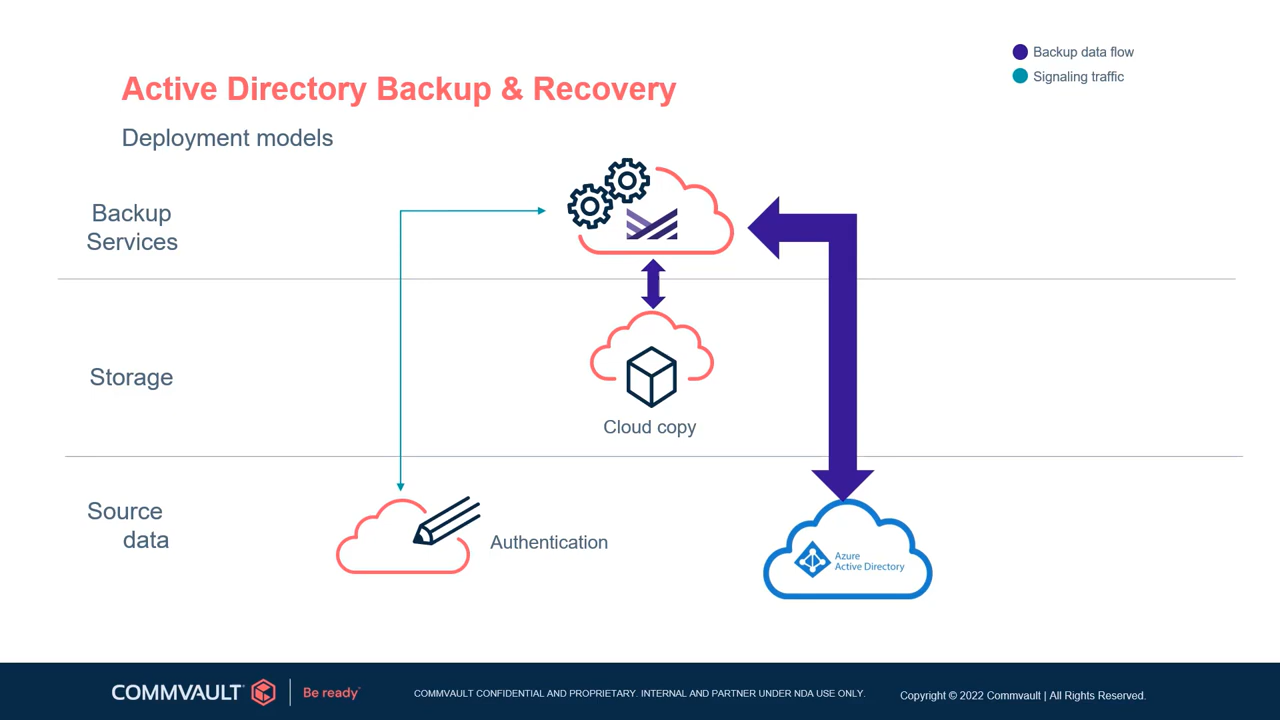 Backup data flow
Signaling traffic
Active Directory Backup & Recovery
Deployment models
Backup
Services
Storage
Cloud copy
Source
data
Authentication
Azure
Active Directory
COMMVAULT
Be ready
COMMVAULT CONFIDENTIAL AND PROPRIETARY. INTERNAL AND PARTNER UNDER NDA USE ONLY.
Copyright © 2022 Commvault | All Rights Reserved.